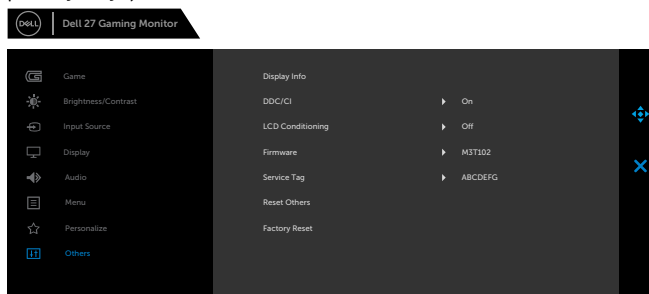 DELL Dell 27 Gaming Monitor
Game Display Info
Brightness/Contrast DDC/CI On
Input Source LCD Conditioning Off
Display Firmware M3T102
Audio Service Tag ABCDEFG
Menu Reset Others
Personalize Factory Reset
Others